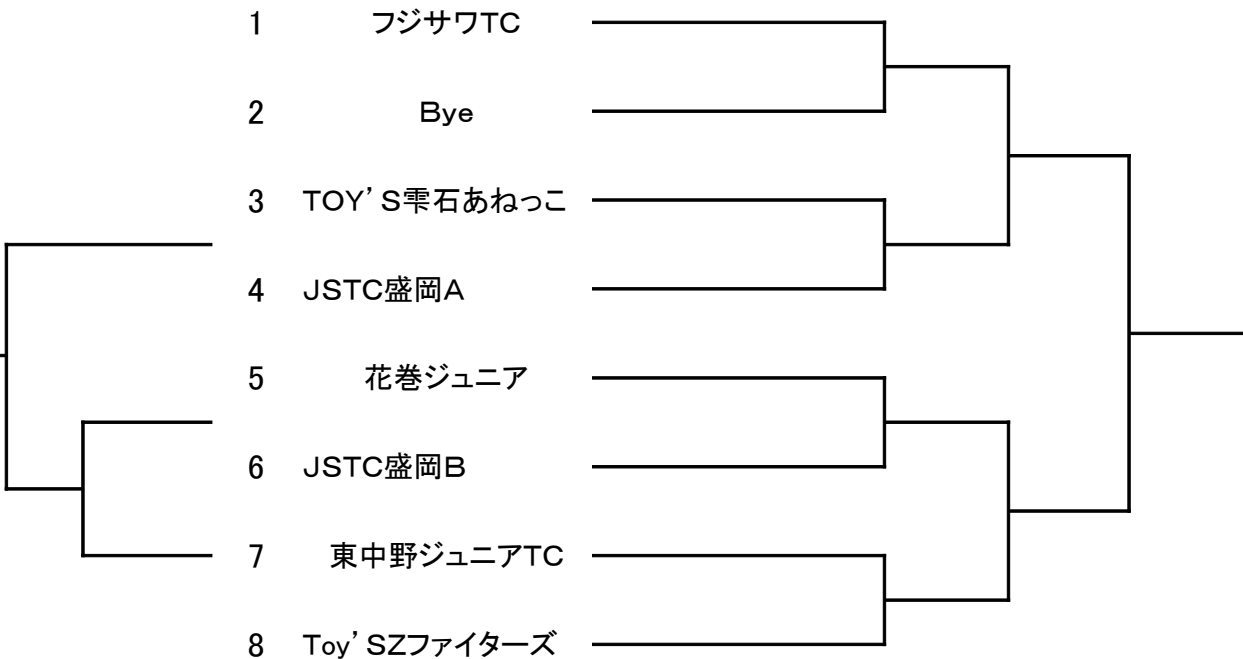 1 フジサワTC
2 Bye
3 TOY'S雫石あねっこ
4 JSTC盛岡A
5 花巻ジュニア
6 JSTC盛岡B
7 東中野ジュニアTC
8 Toy'SZファイターズ